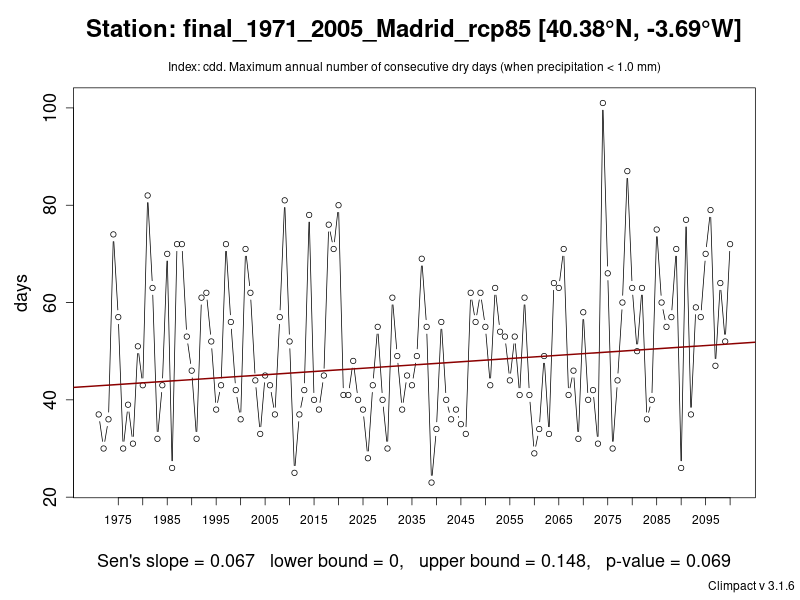 Station: final_1971_2005_Madrid_rcp85 [40.38°N, -3.69°W]
Index: cdd. Maximum annual number of consecutive dry days (when precipitation < 1.0 mm)
100
80
60
40
20
days
1975 1985 1995 2005 2015 2025 2035 2045 2055 2065 2075 2085 2095
Sen's slope = 0.067 lower bound = 0, upper bound = 0.148, p-value = 0.069
Climpact v 3.1.6